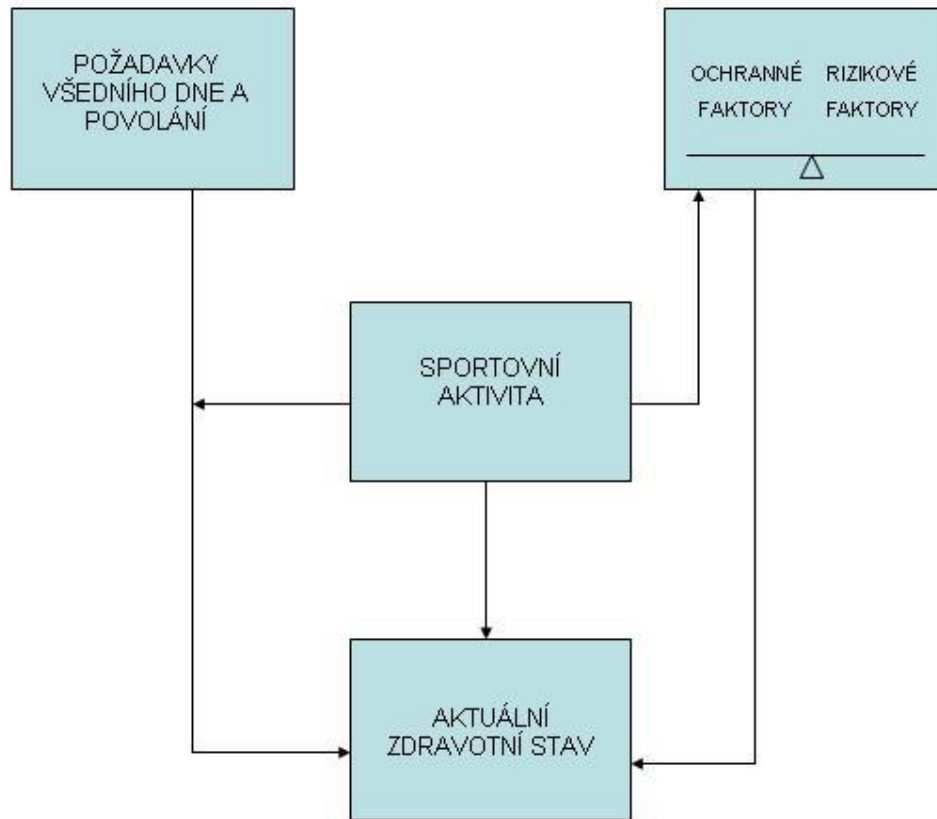 POŽADAVKY
VŠEDNÍHO DNE A
POVOLÁNÍ
OCHRANNÉ RIZIKOVÉ
FAKTORY FAKTORY
SPORTOVNÍ
AKTIVITA
AKTUÁLNÍ
ZDRAVOTNÍ STAV